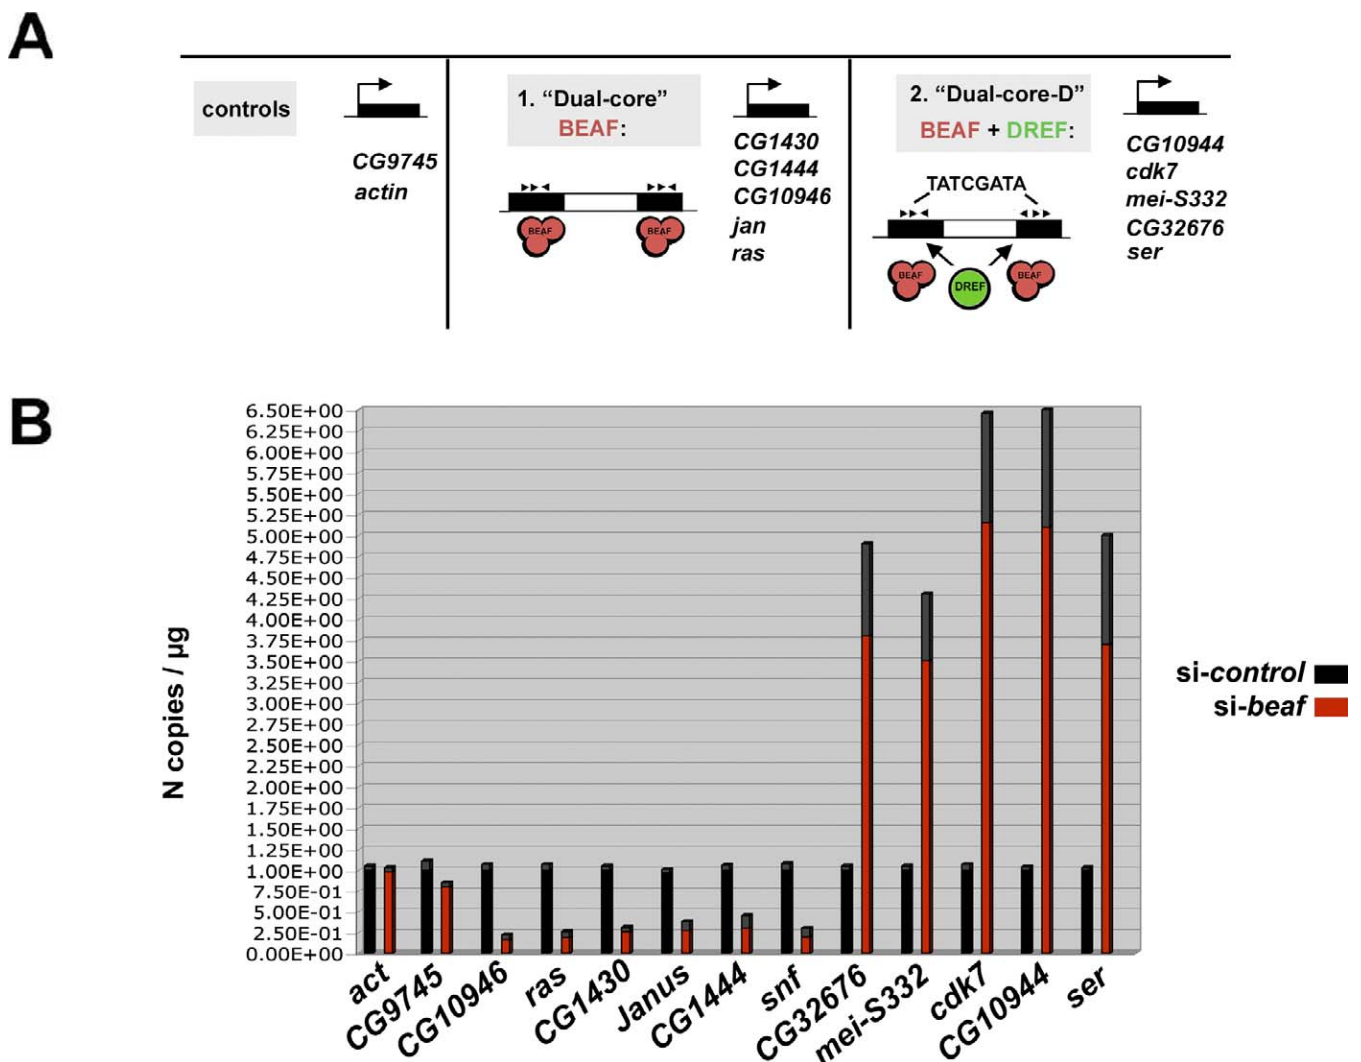 A
controls
CG9745
actin
1. “Dual-core”
BEAF:
BEAF
BEAF
CG1430
CG1444
CG10946
jan
ras
2. “Dual-core-D”
BEAF + DREF:
TATCGATA
BEAF
DREF
BEAF
CG10944
cdk7
mei-S332
CG32676
ser
B
N copies / µg
6.50E+00
6.25E+00
6.00E+00
5.75E+00
5.50E+00
5.25E+00
5.00E+00
4.75E+00
4.50E+00
4.25E+00
4.00E+00
3.75E+00
3.50E+00
3.25E+00
3.00E+00
2.75E+00
2.50E+00
2.25E+00
2.00E+00
1.75E+00
1.50E+00
1.25E+00
1.00E+00
7.50E-01
5.00E-01
2.50E-01
0.00E+00
act
CG9745
CG10946
ras
CG1430
Janus
CG1444
snf
CG32676
mei-S332
cdk7
CG10944
ser
si-control
si-beaf